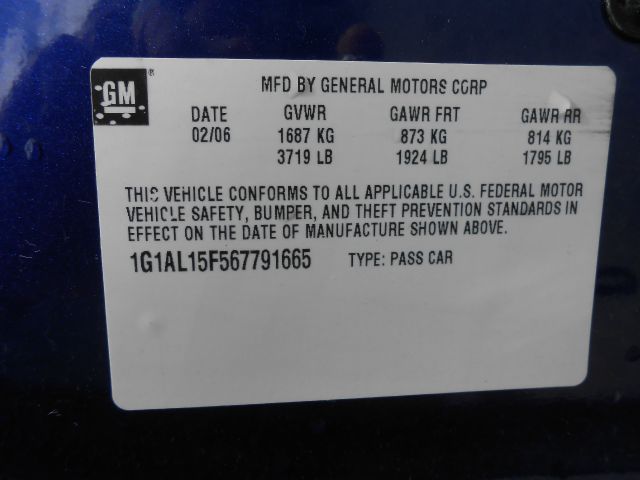 GM ®
MFD BY GENERAL MOTORS CORP
DATE GVWR GAWR FRT GAWR RR
02/06 1687 KG 873 KG 814 KG
3719 LB 1924 LB 1795 LB
THIS VEHICLE CONFORMS TO ALL APPLICABLE U.S. FEDERAL MOTOR
VEHICLE SAFETY, BUMPER, AND THEFT PREVENTION STANDARDS IN
EFFECT ON THE DATE OF MANUFACTURE SHOWN ABOVE.
1G1AL15F567791665 TYPE: PASS CAR